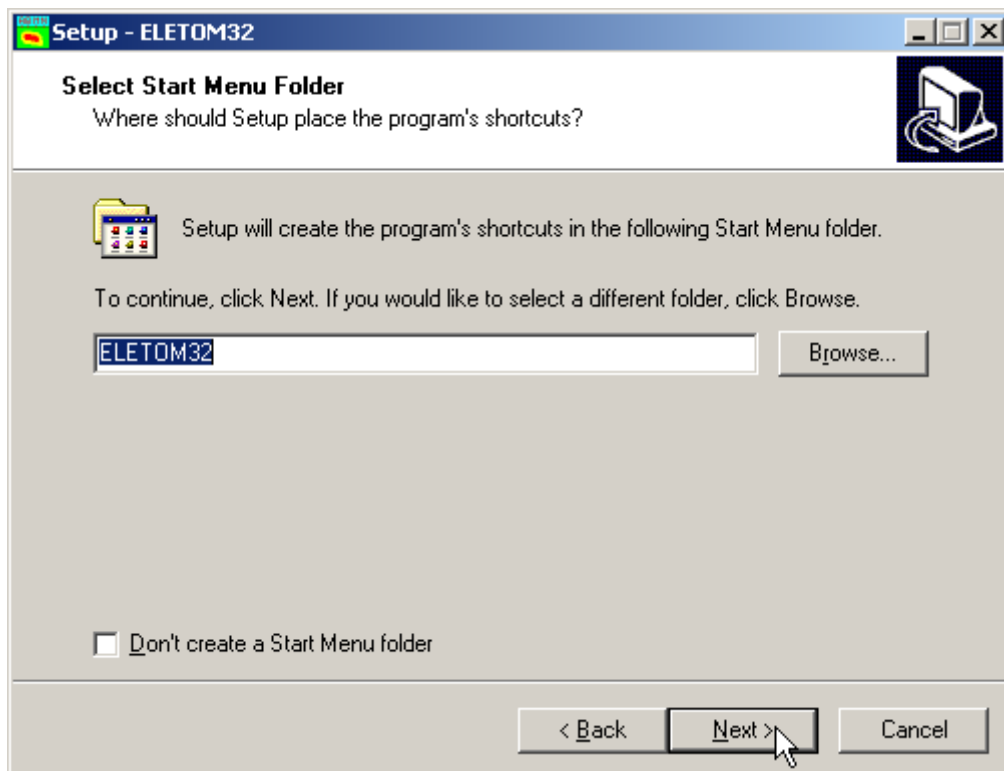 Setup - ELETOM32
Select Start Menu Folder
Where should Setup place the program's shortcuts?
Setup will create the program's shortcuts in the following Start Menu folder.
To continue, click Next. If you would like to select a different folder, click Browse.
ELETOM32
Browse...
Don't create a Start Menu folder
< Back
Next >
Cancel